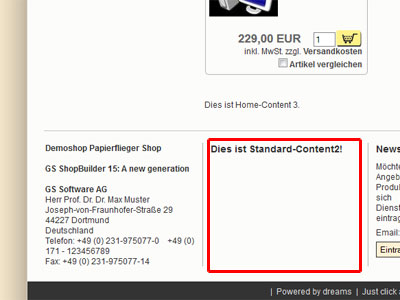 229,00 EUR 1
inkl. MwSt. zzgl. Versandkosten
Artikel vergleichen
Dies ist Home-Content 3.
Demoshop Papierflieger Shop
GS ShopBuilder 15: A new generation
GS Software AG
Herr Prof. Dr. Dr. Max Muster
Joseph-von-Fraunhofer-Straße 29
44227 Dortmund
Deutschland
Telefon: +49 (0) 231-975077-0 +49 (0)
171 - 123456789
Fax: +49 (0) 231-975077-14
Dies ist Standard-Content2!
News
Möchte
Angeb
Produk
sich
Dienst
eintrag
Email:
Eintra
| Powered by dreams | Just click a